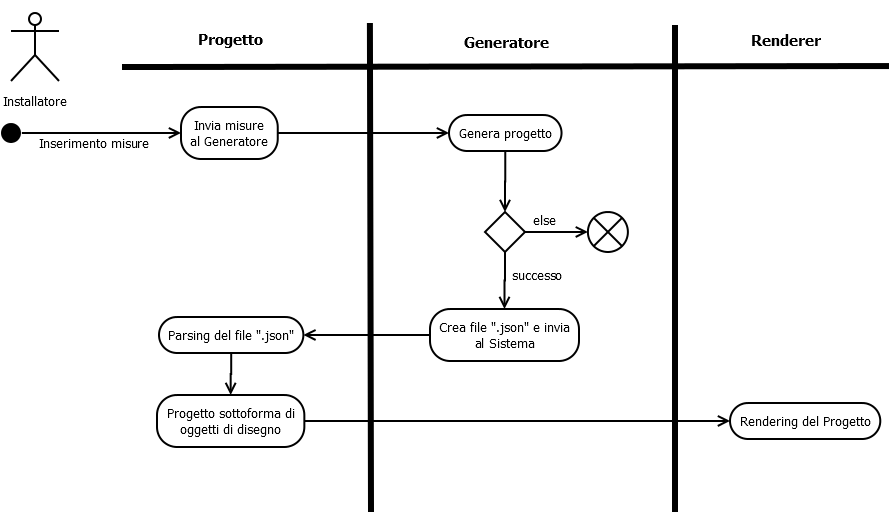 Progetto
Generatore
Renderer
Installatore
Inserimento misure
Invia misure
al Generatore
Genera progetto
else
successo
Crea file ".json" e invia
al Sistema
Parsing del file ".json"
Progetto sottoforma di
oggetti di disegno
Rendering del Progetto